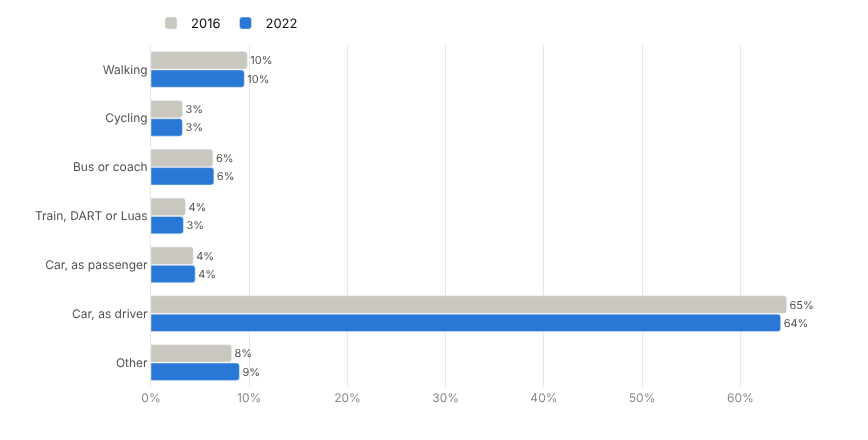 2016 2022
Walking 10%
10%
Cycling 3%
3%
Bus or coach 6%
6%
Train, DART or Luas 4%
3%
Car, as passenger 4%
4%
Car, as driver 65%
64%
Other 8%
9%
0% 10% 20% 30% 40% 50% 60%